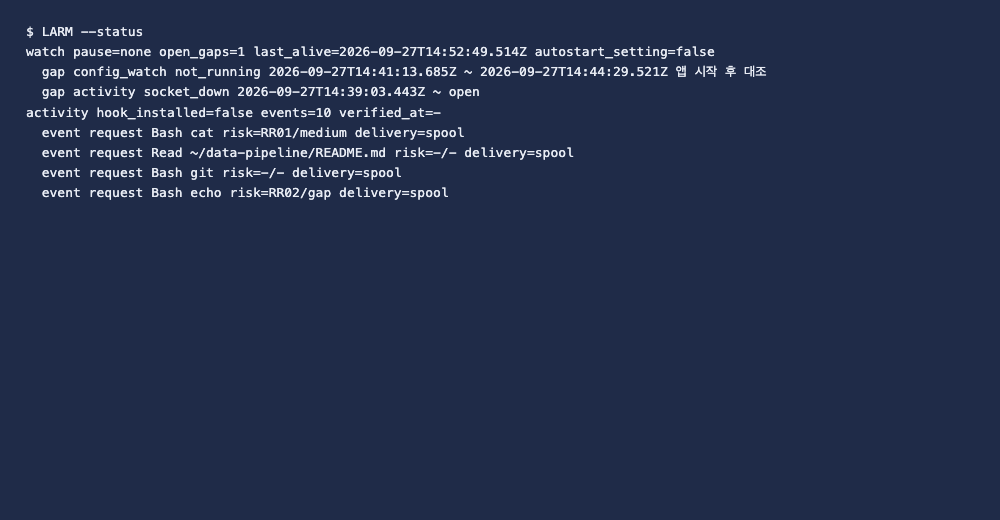 $ LARM --status
watch pause=none open_gaps=1 last_alive=2026-09-27T14:52:49.514Z autostart_setting=false
  gap config_watch not_running 2026-09-27T14:41:13.685Z ~ 2026-09-27T14:44:29.521Z 앱 시작 후 대조
  gap activity socket_down 2026-09-27T14:39:03.443Z ~ open
activity hook_installed=false events=10 verified_at=-
  event request Bash cat risk=RR01/medium delivery=spool
  event request Read ~/data-pipeline/README.md risk=-/- delivery=spool
  event request Bash git risk=-/- delivery=spool
  event request Bash echo risk=RR02/gap delivery=spool